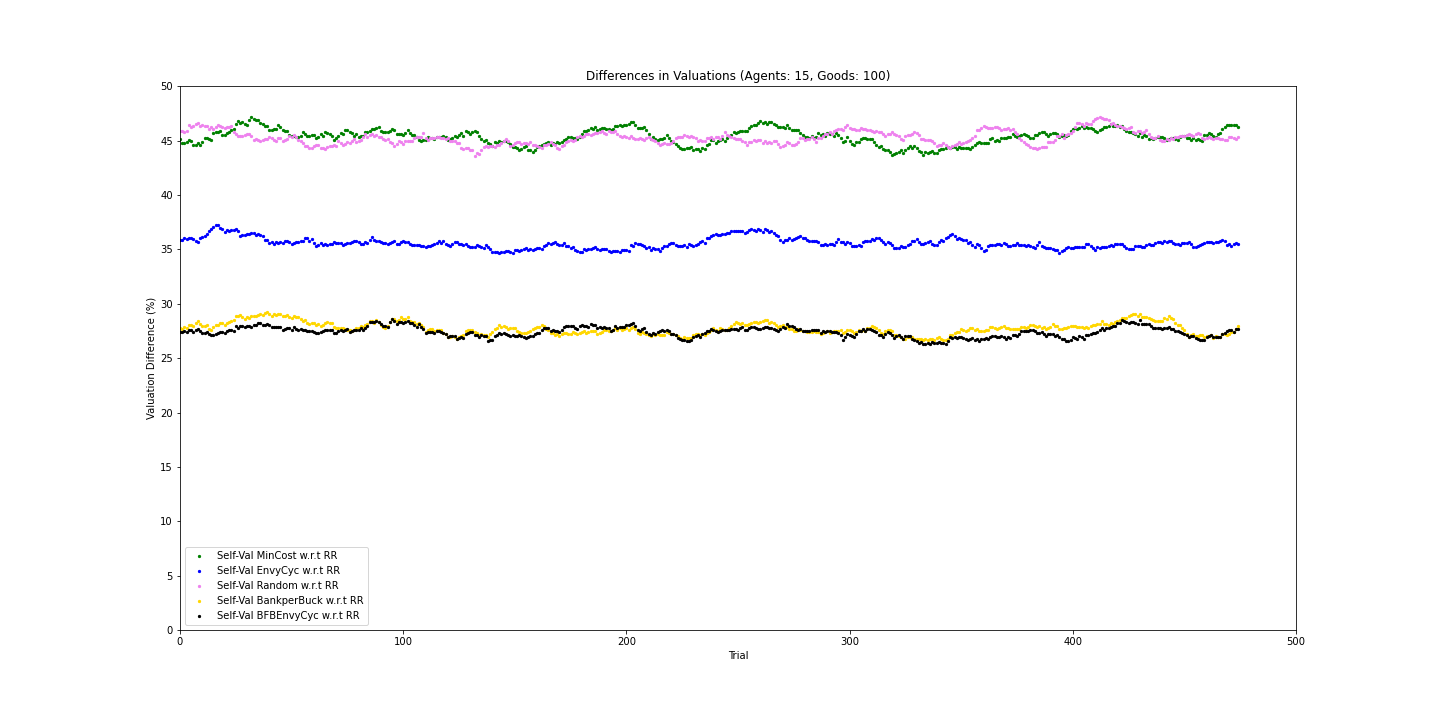 Differences in Valuations (Agents: 15, Goods: 100)
50
45
40
35
30
25
20
15
10
5
0
Valuation Difference (%)
Self-Val MinCost w.r.t RR
Self-Val EnvyCyc w.r.t RR
Self-Val Random w.r.t RR
Self-Val BankperBuck w.r.t RR
Self-Val BFBEnvyCyc w.r.t RR
0 100 200 300 400 500
Trial